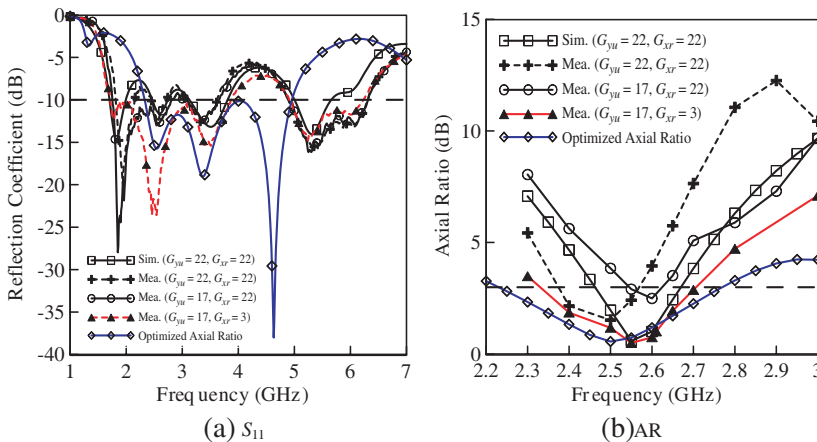 Reflection Coefficient (dB)
0
-5
-10
-15
-20
-25
-30
-35
-40
1 2 3 4 5 6 7
Frequency (GHz)
Sim. (Gyu = 22, Gxr = 22)
Mea. (Gyu = 22, Gxr = 22)
Mea. (Gyu = 17, Gxr = 22)
Mea. (Gyu = 17, Gxr = 3)
Optimized Axial Ratio
(a) S11
Axial Ratio (dB)
15
10
5
0
2.2 2.3 2.4 2.5 2.6 2.7 2.8 2.9 3
Frequency (GHz)
Sim. (Gyu = 22, Gxr = 22)
Mea. (Gyu = 22, Gxr = 22)
Mea. (Gyu = 17, Gxr = 22)
Mea. (Gyu = 17, Gxr = 3)
Optimized Axial Ratio
(b)AR